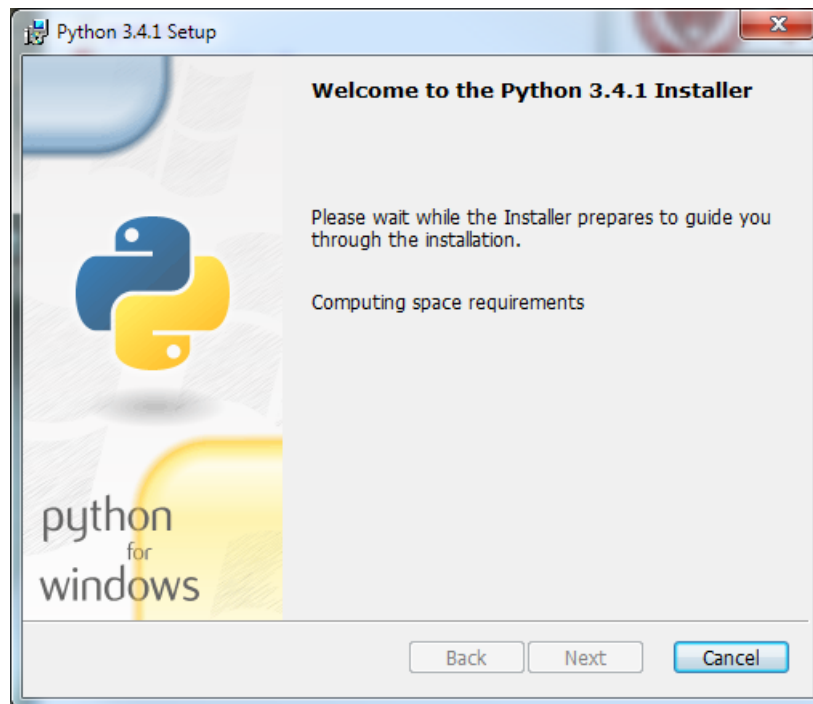 Python 3.4.1 Setup
Welcome to the Python 3.4.1 Installer
Please wait while the Installer prepares to guide you
through the installation.
Computing space requirements
python
for
windows
Back Next Cancel